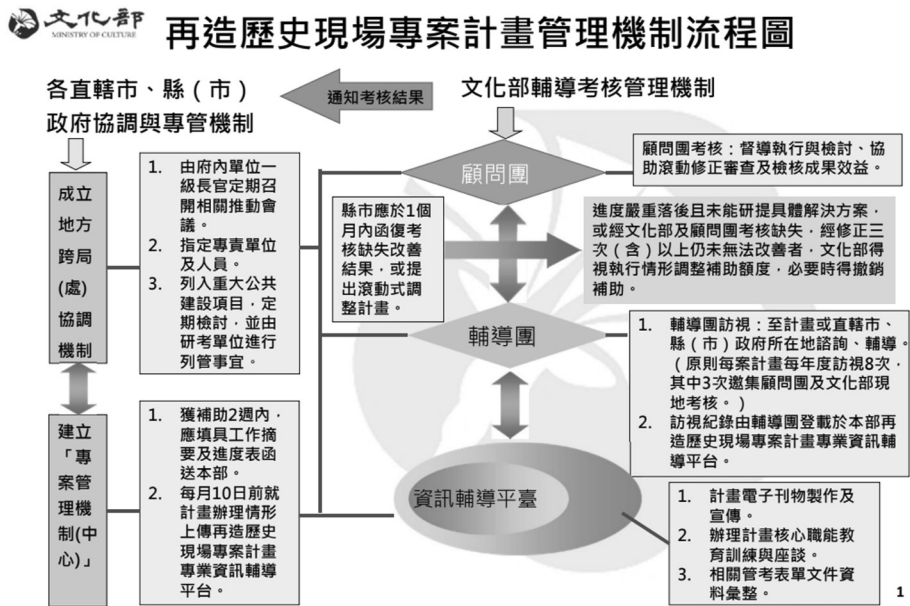 文化部
MINISTRY OF CULTURE
再造歷史現場專案計畫管理機制流程圖
各直轄市、縣（市）
政府協調與專管機制
通知考核結果
文化部輔導考核管理機制
成立
地方
跨局
(處)
協調
機制
1. 由府內單位一
級長官定期召
開相關推動會
議。
2. 指定專責單位
及人員。
3. 列入重大公共
建設項目，定
期檢討，並由
研考單位進行
列管事宜。
建立
「專
案管
理機
制(中
心)」
1. 獲補助2週內，
應填具工作摘
要及進度表函
送本部。
2. 每月10日前就
計畫辦理情形
上傳再造歷史
現場專案計畫
專業資訊輔導
平台。
顧問團
顧問團考核：督導執行與檢討、協
助滾動修正審查及檢核成果效益。
縣市應於1個
月內函復考
核缺失改善
結果，或提
出滾動式調
整計畫。
進度嚴重落後且未能研提具體解決方案，
或經文化部及顧問團考核缺失，經修正三
次（含）以上仍未無法改善者，文化部得
視執行情形調整補助額度，必要時得撤銷
補助。
輔導團
1. 輔導團訪視：至計畫或直轄市、
縣（市）政府所在地諮詢、輔導。
（原則每案計畫每年度訪視8次，
其中3次邀集顧問團及文化部現
地考核。）
2. 訪視紀錄由輔導團登載於本部再
造歷史現場專案計畫專業資訊輔
導平台。
資訊輔導平臺
1. 計畫電子刊物製作及
宣傳。
2. 辦理計畫核心職能教
育訓練與座談。
3. 相關管考表單文件資
料彙整。
1